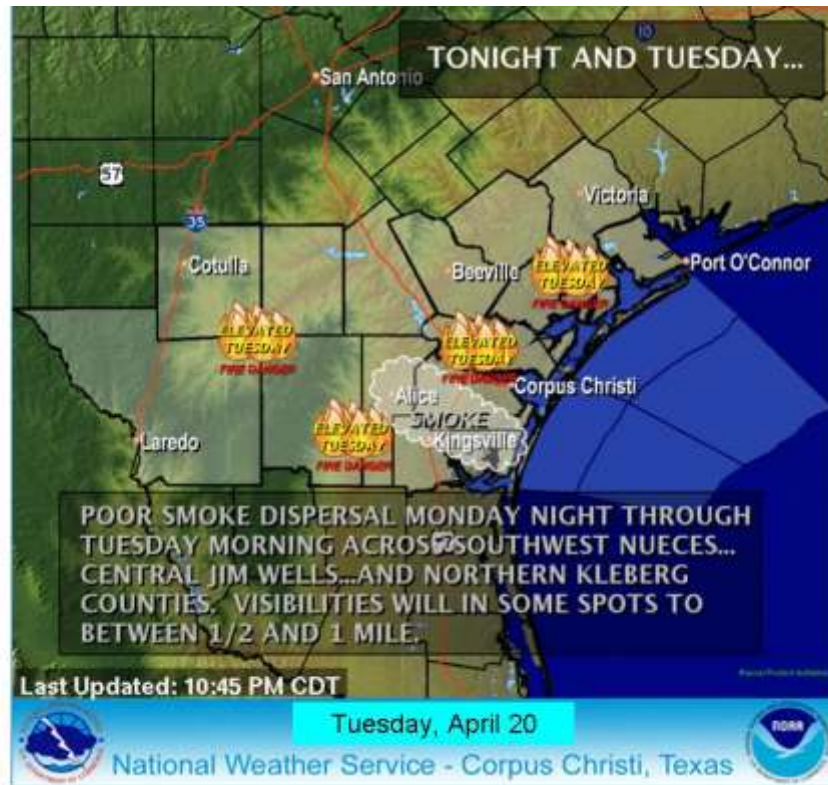 TONIGHT AND TUESDAY...
10
San Antonio
57
35
Victoria
Cotulla
Beeville
Port O'Connor
ELEVATED
TUESDAY
FIRE DANGER
ELEVATED
TUESDAY
FIRE DANGER
ELEVATED
TUESDAY
FIRE DANGER
Alice
Corpus Christi
SMOKE
Laredo
ELEVATED
TUESDAY
FIRE DANGER
Kingsville
POOR SMOKE DISPERSAL MONDAY NIGHT THROUGH
TUESDAY MORNING ACROSS SOUTHWEST NUECES...
CENTRAL JIM WELLS...AND NORTHERN KLEBERG
COUNTIES. VISIBILITIES WILL IN SOME SPOTS TO
BETWEEN 1/2 AND 1 MILE.
Last Updated: 10:45 PM CDT
Tuesday, April 20
NOAA
National Weather Service - Corpus Christi, Texas